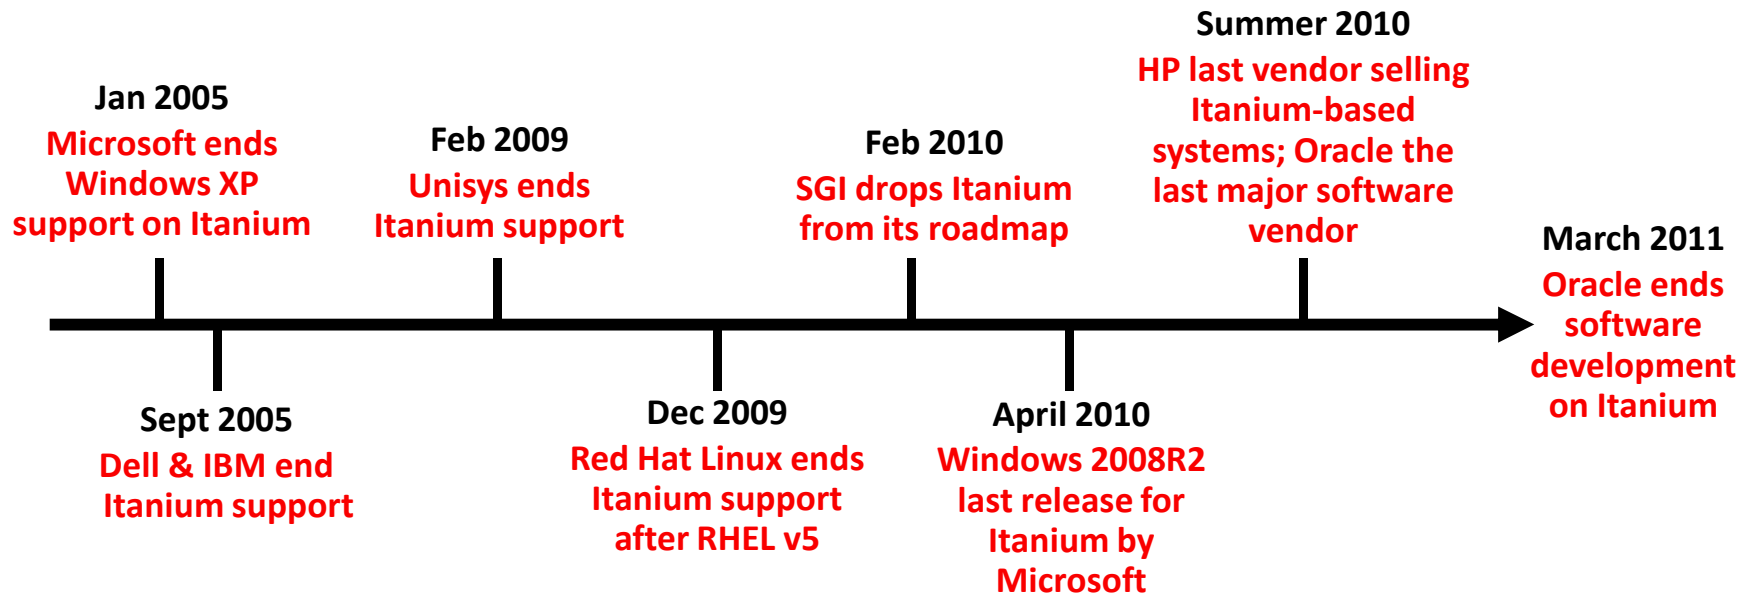 Jan 2005
Microsoft ends
Windows XP
support on Itanium
Sept 2005
Dell & IBM end
Itanium support
Feb 2009
Unisys ends
Itanium support
Dec 2009
Red Hat Linux ends
Itanium support
after RHEL v5
Feb 2010
SGI drops Itanium
from its roadmap
April 2010
Windows 2008R2
last release for
Itanium by
Microsoft
Summer 2010
HP last vendor selling
Itanium-based
systems; Oracle the
last major software
vendor
March 2011
Oracle ends
software
development
on Itanium